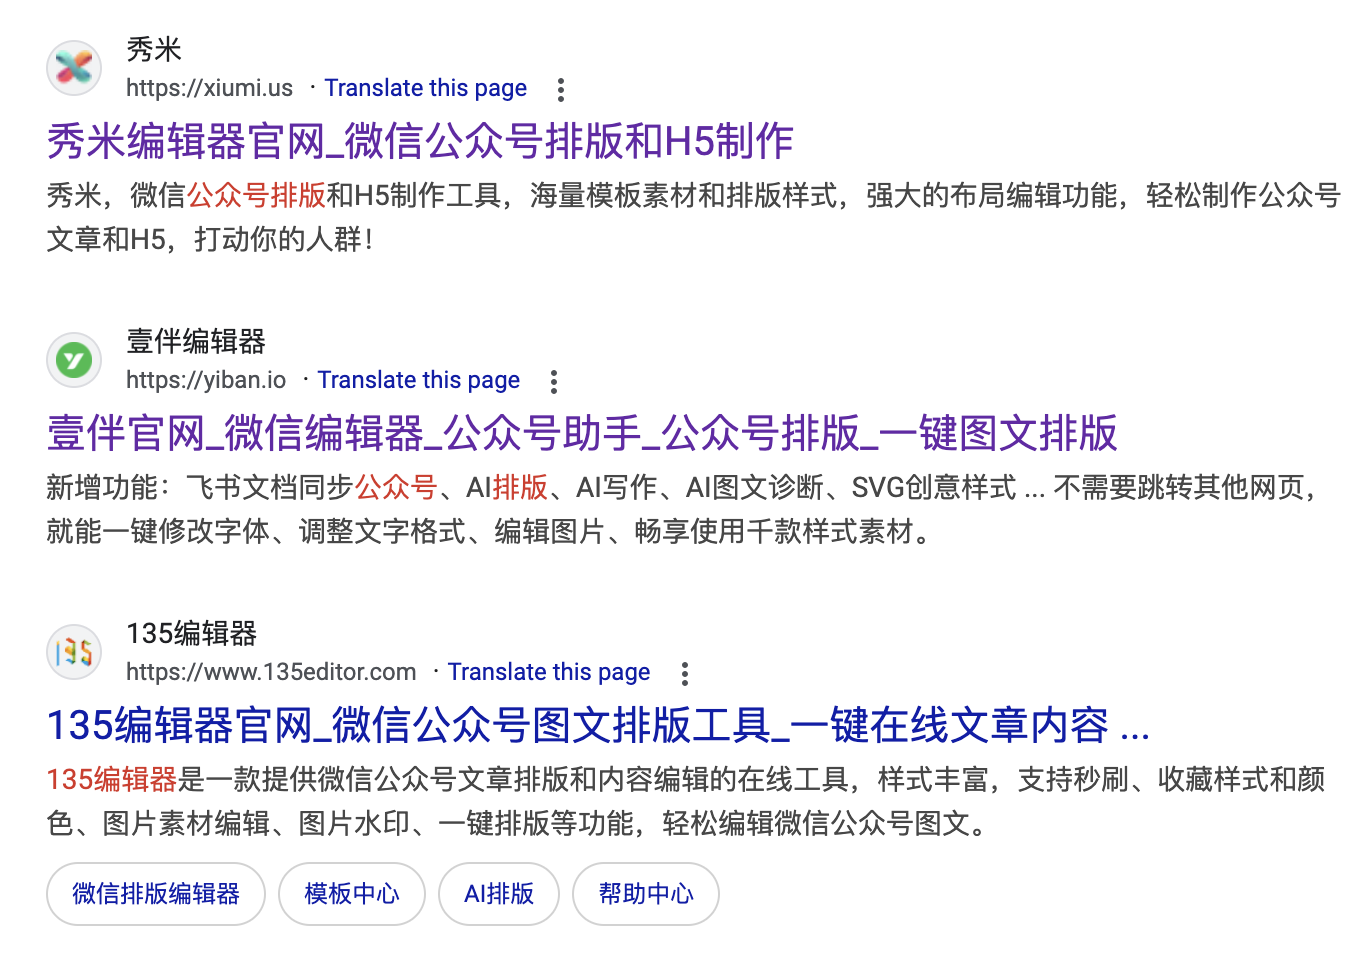 秀米
https://xiumi.us · Translate this page
秀米编辑器官网_微信公众号排版和H5制作
秀米，微信公众号排版和H5制作工具，海量模板素材和排版样式，强大的布局编辑功能，轻松制作公众号
文章和H5，打动你的人群！
壹伴编辑器
https://yiban.io · Translate this page
壹伴官网_微信编辑器_公众号助手_公众号排版_一键图文排版
新增功能：飞书文档同步公众号、AI排版、AI写作、AI图文诊断、SVG创意样式 ... 不需要跳转其他网页，
就能一键修改字体、调整文字格式、编辑图片、畅享使用千款样式素材。
135
135编辑器
https://www.135editor.com · Translate this page
135编辑器官网_微信公众号图文排版工具_一键在线文章内容 ...
135编辑器是一款提供微信公众号文章排版和内容编辑的在线工具，样式丰富，支持秒刷、收藏样式和颜
色、图片素材编辑、图片水印、一键排版等功能，轻松编辑微信公众号图文。
微信排版编辑器 模板中心 AI排版 帮助中心